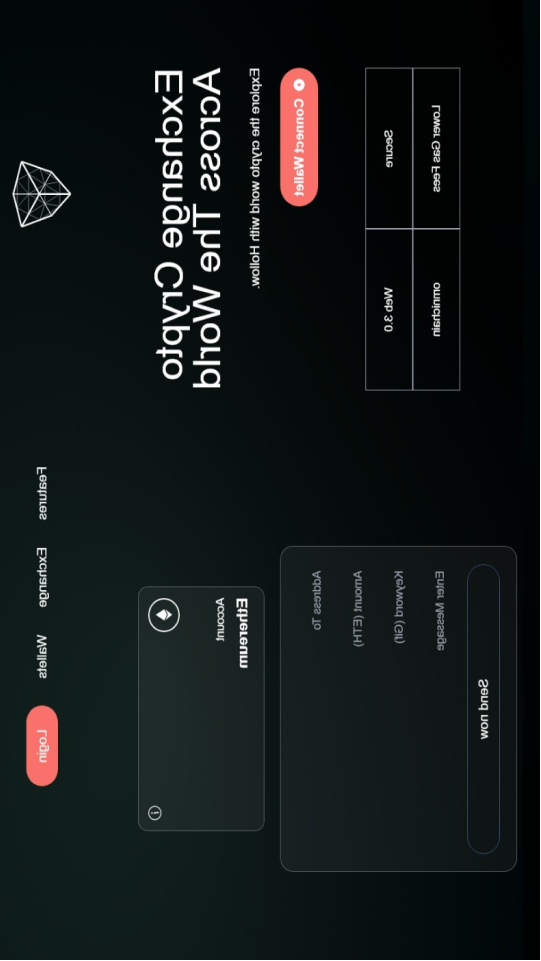 Features
Exchange
Wallets
Login
Exchange Crypto
Across The World
Explore the crypto world with Hollow.
Connect Wallet
Secure
Web 3.0
Lower Gas Fees
omnichain
Account
Ethereum
Address To
Amount (ETH)
Keyword (Gif)
Enter Message
Send now